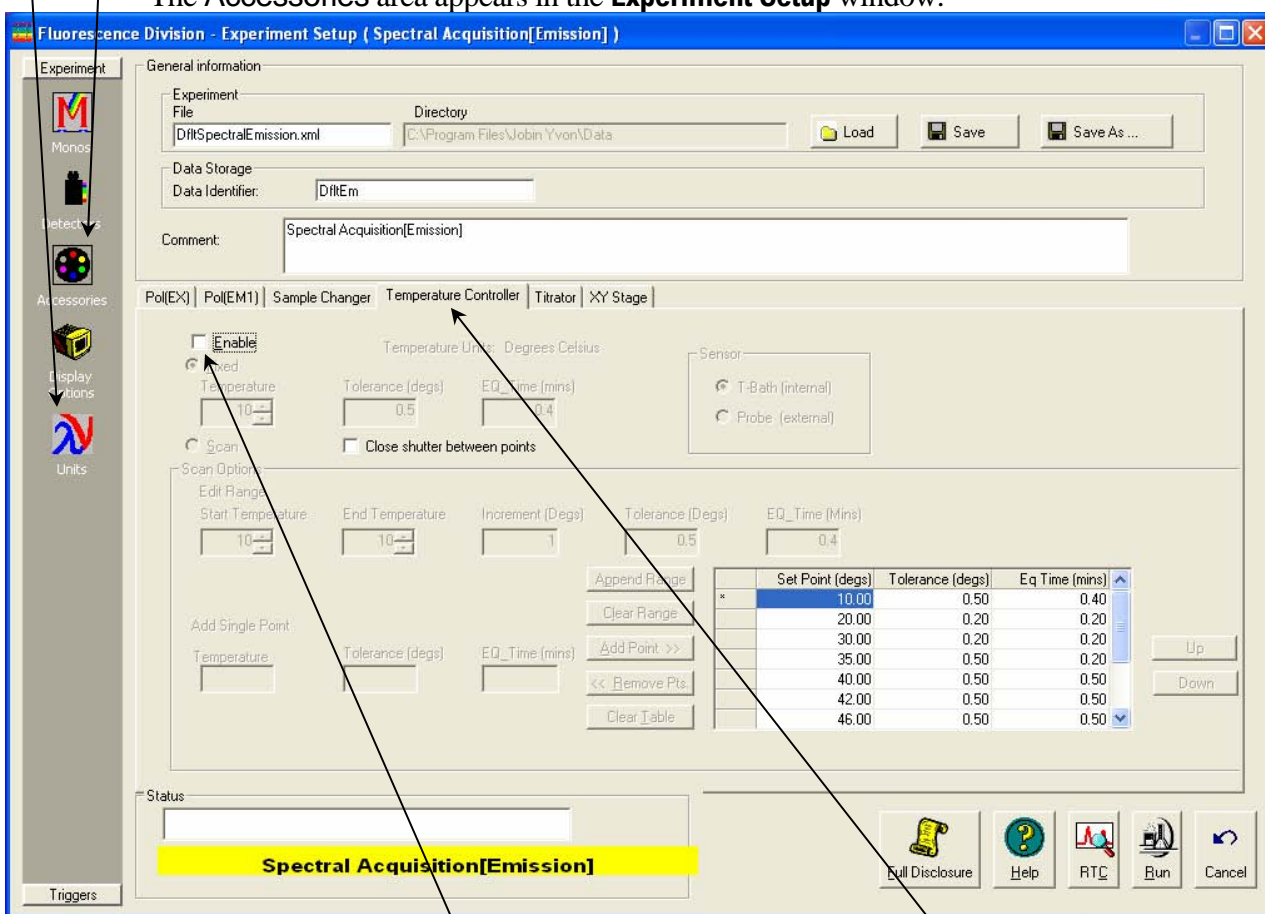 The Accessories area appears in the Experiment Setup window.
Fluorescence Division - Experiment Setup ( Spectral Acquisition[Emission] )
Experiment
Monos
Detectors
Accessories
Display
Options
Units
Triggers
General information
Experiment
File Directory
DfltSpectralEmission.xml C:\Program Files\Jobin Yvon\Data Load Save Save As ...
Data Storage
Data Identifier: DfltEm
Comment: Spectral Acquisition[Emission]
Pol(EX) Pol(EM1) Sample Changer Temperature Controller Titrator XY Stage
Enable Temperature Units: Degrees Celsius
Fixed
Temperature Tolerance (degs) EQ_Time (mins)
10 0.5 0.4
Scan Close shutter between points
Sensor
T-Bath (internal)
Probe (external)
Scan Options
Edit Range
Start Temperature End Temperature Increment (Degs) Tolerance (Degs) EQ_Time (Mins)
10 10 1 0.5 0.4
Append Range
Clear Range
Add Single Point
Temperature Tolerance (degs) EQ_Time (mins)
Add Point >>
<< Remove Pts.
Clear Table
Set Point (degs) Tolerance (degs) Eq Time (mins)
* 10.00 0.50 0.40
20.00 0.20 0.20
30.00 0.20 0.20
35.00 0.50 0.20
40.00 0.50 0.50
42.00 0.50 0.50
46.00 0.50 0.50
Up
Down
Status
Spectral Acquisition[Emission]
Full Disclosure Help RTC Run Cancel